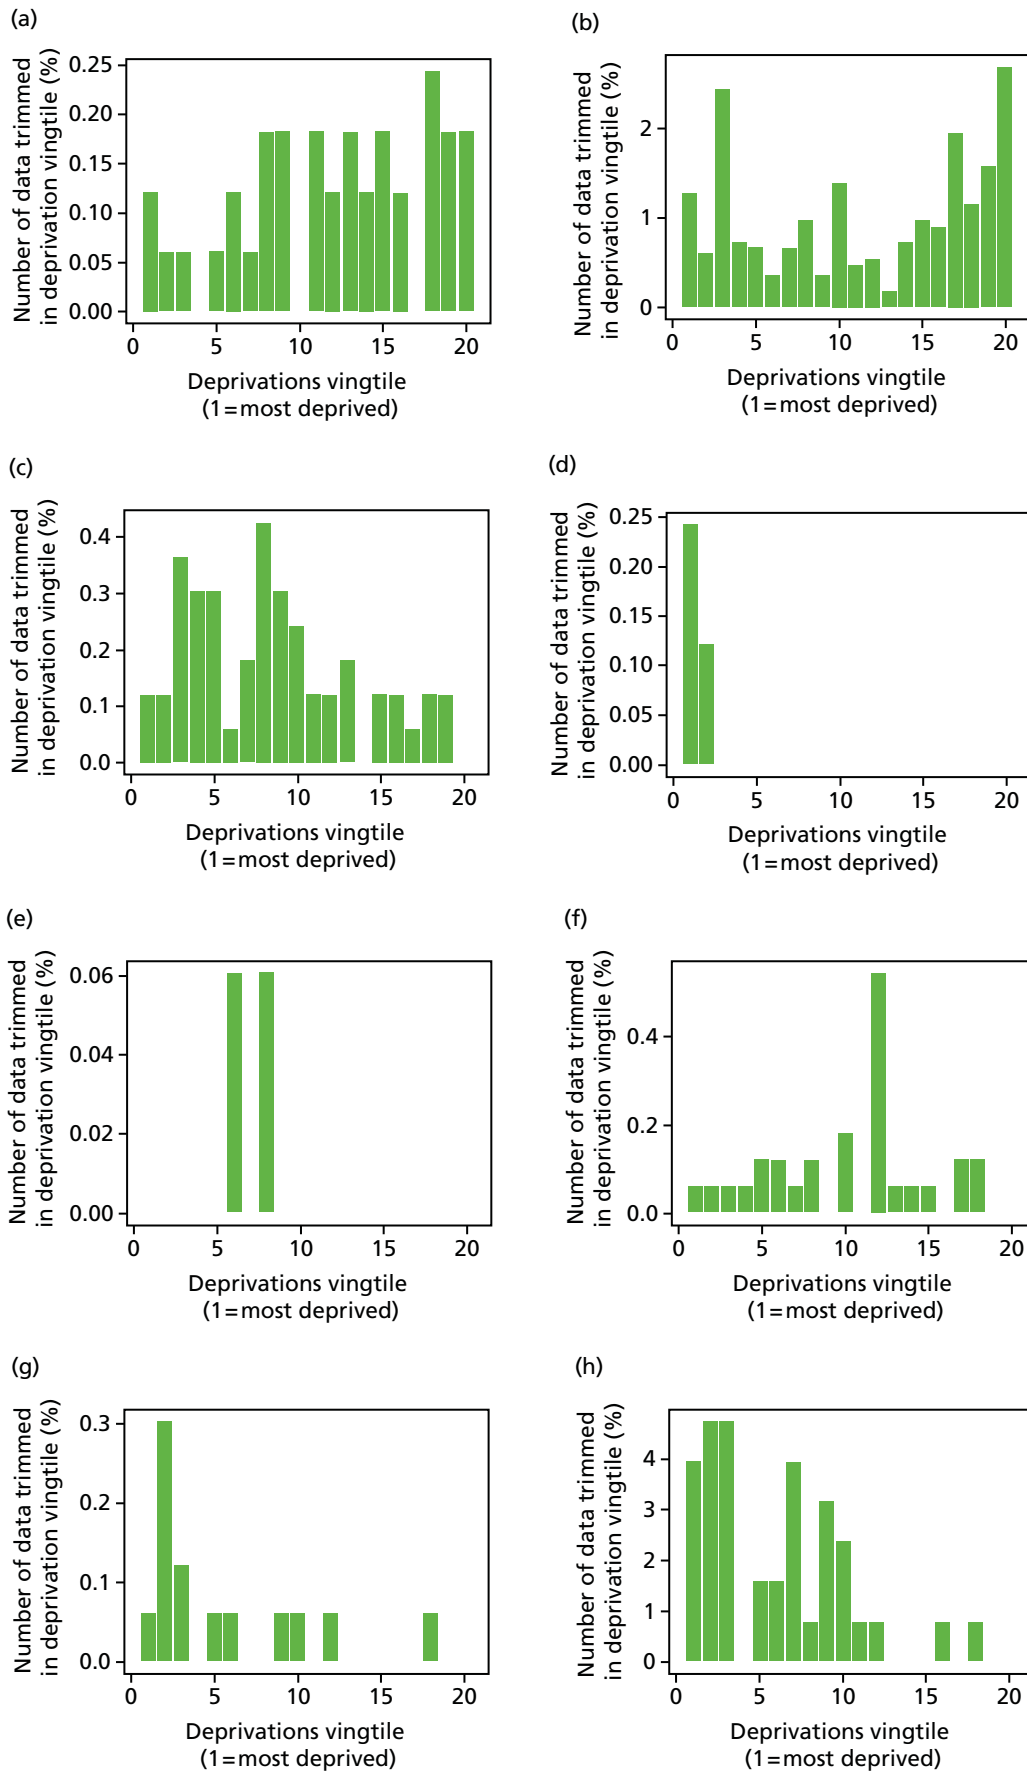 (a)
Number of data trimmed
in deprivation vingtile (%)
0.25
0.20
0.15
0.10
0.05
0.00
0 5 10 15 20
Deprivations vingtile
(1=most deprived)
(b)
Number of data trimmed
in deprivation vingtile (%)
2
1
0
0 5 10 15 20
Deprivations vingtile
(1=most deprived)
(c)
Number of data trimmed
in deprivation vingtile (%)
0.4
0.3
0.2
0.1
0.0
0 5 10 15 20
Deprivations vingtile
(1=most deprived)
(d)
Number of data trimmed
in deprivation vingtile (%)
0.25
0.20
0.15
0.10
0.05
0.00
0 5 10 15 20
Deprivations vingtile
(1=most deprived)
(e)
Number of data trimmed
in deprivation vingtile (%)
0.06
0.04
0.02
0.00
0 5 10 15 20
Deprivations vingtile
(1=most deprived)
(f)
Number of data trimmed
in deprivation vingtile (%)
0.4
0.2
0.0
0 5 10 15 20
Deprivations vingtile
(1=most deprived)
(g)
Number of data trimmed
in deprivation vingtile (%)
0.3
0.2
0.1
0.0
0 5 10 15 20
Deprivations vingtile
(1=most deprived)
(h)
Number of data trimmed
in deprivation vingtile (%)
4
3
2
1
0
0 5 10 15 20
Deprivations vingtile
(1=most deprived)